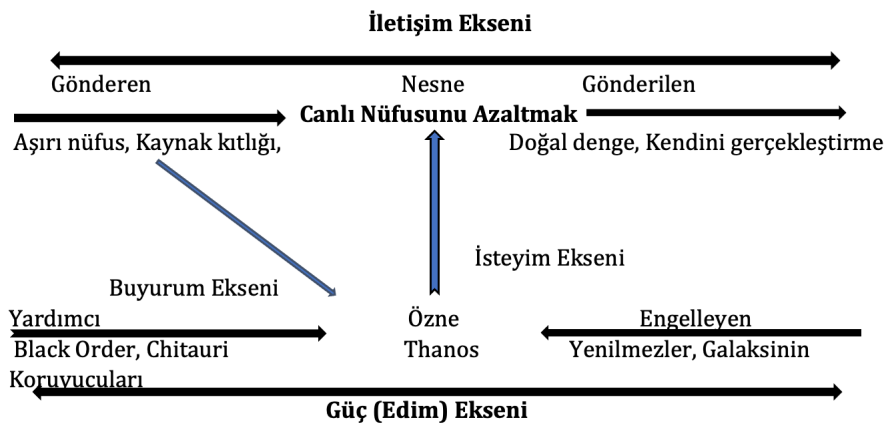 İletişim Ekseni
Gönderen Nesne Gönderilen
Canlı Nüfusunu Azaltmak
Aşırı nüfus, Kaynak kıtlığı, Doğal denge, Kendini gerçekleştirme
İsteyim Ekseni
Buyurum Ekseni
Yardımcı Özne Engelleyen
Black Order, Chitauri Thanos Yenilmezler, Galaksinin
Koruyucuları
Güç (Edim) Ekseni